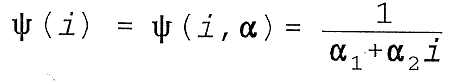 ψ(i) = ψ(i,α) = 1 / (α₁+α₂i)